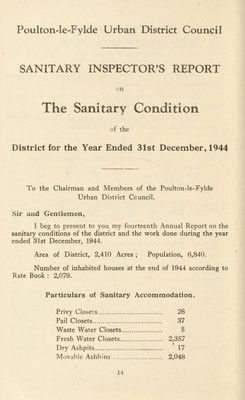 Poulton-le-Fylde Urban District Council
SANITARY INSPECTOR'S REPORT
on
The Sanitary Condition
of the
District for the Year Ended 31st December, 1944
To the Chairman and Members of the Poulton-le-Fylde
Urban District Council.
Sir and Gentlemen,
I beg to present to you my fourteenth Annual Report on the
sanitary conditions of the district and the work done during the year
ended 31st December, 1944.
Area of District, 2,410 Acres; Population, 6,840.
Number of inhabited houses at the end of 1944 according to
Rate Book: 2,079.
Particulars of Sanitary Accommodation.
Privy Closets................................ 26
Pail Closets................................... 37
Waste Water Closets.................... 5
Fresh Water Closets.................... 2,357
Dry Ashpits.................................. 17
Movable Ashbins......................... 2,048
14